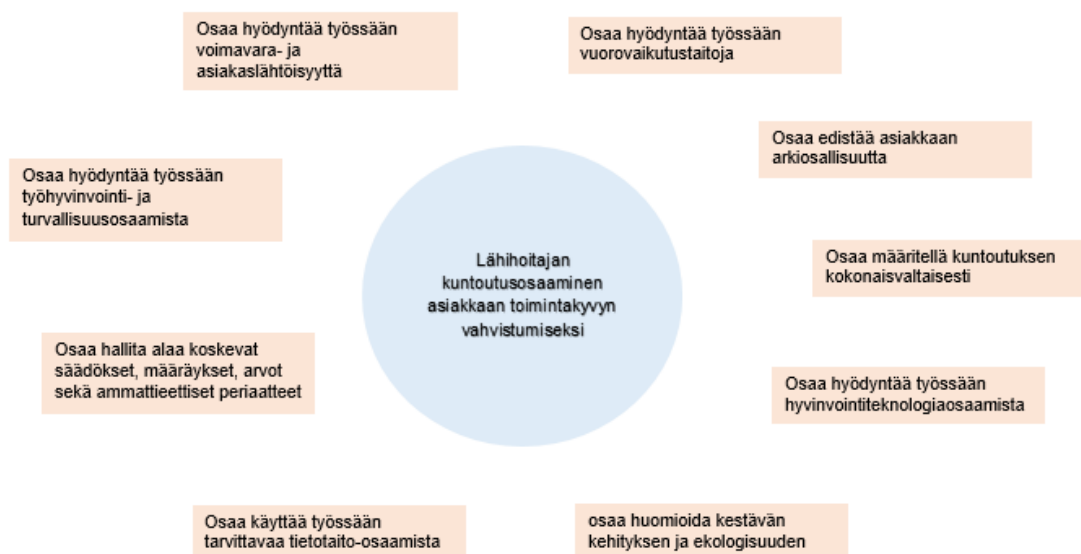 Osaa hyödyntää työssään
voimavara- ja
asiakaslähtöisyyttä
Osaa hyödyntää työssään
vuorovaikutustaitoja
Osaa edistää asiakkaan
arkiosallisuutta
Osaa hyödyntää työssään
työhyvinvointi- ja
turvallisuusosaamista
Lähihoitajan
kuntoutusosaaminen
asiakkaan toimintakyvyn
vahvistumiseksi
Osaa määritellä kuntoutuksen
kokonaisvaltaisesti
Osaa hallita alaa koskevat
säädökset, määräykset, arvot
sekä ammattieettiset periaatteet
Osaa hyödyntää työssään
hyvinvointiteknologiaosaamista
Osaa käyttää työssään
tarvittavaa tietotaito-osaamista
osaa huomioida kestävän
kehityksen ja ekologisuuden